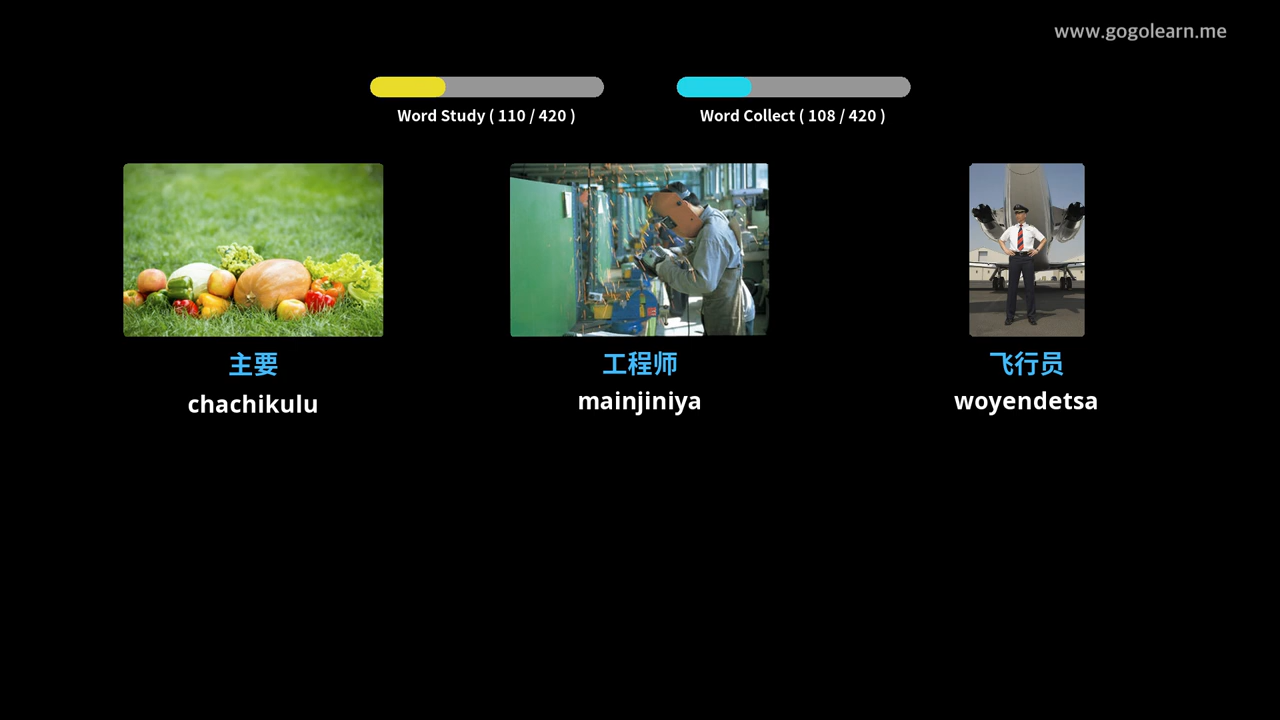 www.gogolearn.me
Word Study ( 110 / 420 )
Word Collect ( 108 / 420 )
主要
工程师
飞行员
chachikulu
mainjiniya
woyendetsa